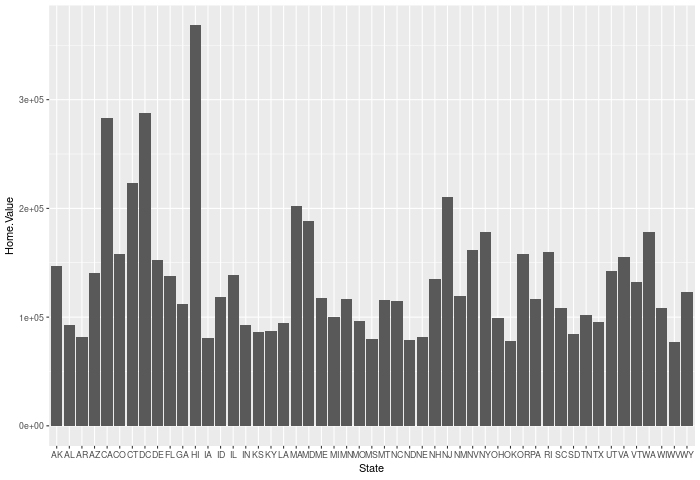 Home.Value
3e+05
2e+05
1e+05
0e+00
AK AL AR AZ CA CO CT DC DE FL GA HI IA ID IL IN KS KY LA MA MD ME MI MN MO MS MT NC ND NE NH NJ NM NV NY OH OK OR PA RI SC SD TN TX UT VA VT WA WI WV WY
State